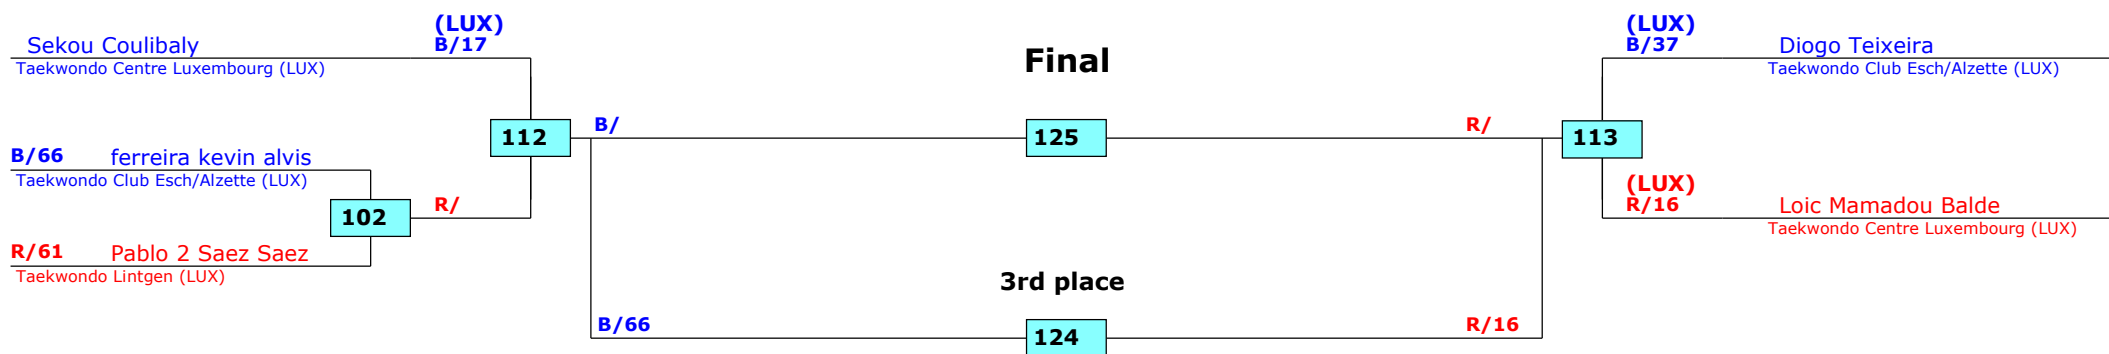 (LUX)
Sekou Coulibaly B/17
Taekwondo Centre Luxembourg (LUX)
Final
(LUX)
B/37 Diogo Teixeira
Taekwondo Club Esch/Alzette (LUX)
112 B/ 125 R/ 113
B/66 ferreira kevin alvis
Taekwondo Club Esch/Alzette (LUX)
102 R/
(LUX)
R/16 Loic Mamadou Balde
Taekwondo Centre Luxembourg (LUX)
R/61 Pablo 2 Saez Saez
Taekwondo Lintgen (LUX)
3rd place
B/66 124 R/16